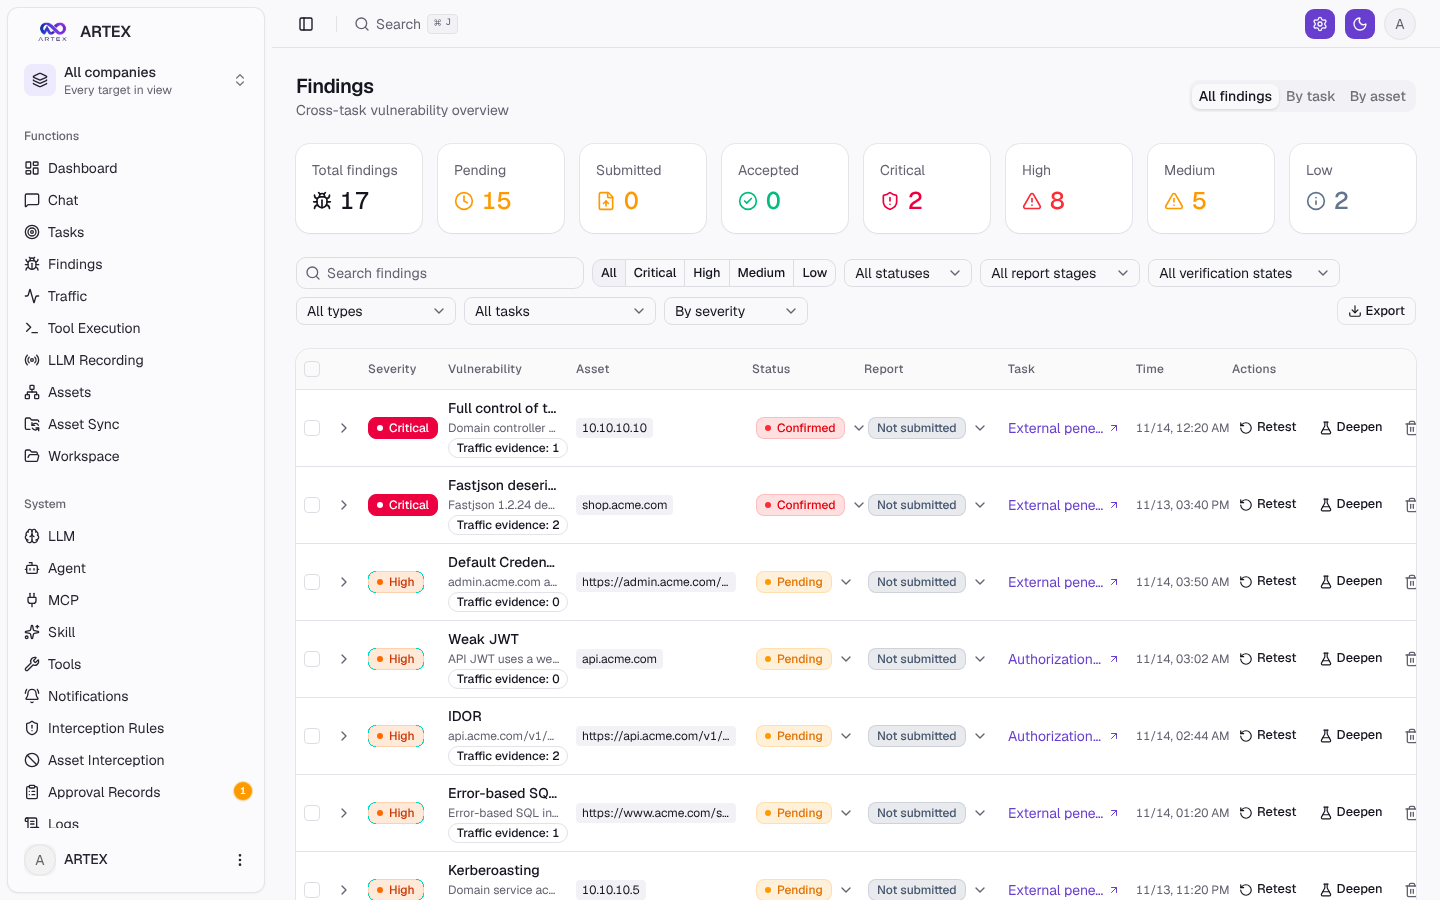 ARTEX
ARTEX
Search ⌘ J
A
All companies
Every target in view
Functions
Dashboard
Chat
Tasks
Findings
Traffic
Tool Execution
LLM Recording
Assets
Asset Sync
Workspace
System
LLM
Agent
MCP
Skill
Tools
Notifications
Interception Rules
Asset Interception
Approval Records 1
Logs
A ARTEX
Findings
Cross-task vulnerability overview
All findings By task By asset
Total findings 17
Pending 15
Submitted 0
Accepted 0
Critical 2
High 8
Medium 5
Low 2
Search findings
All Critical High Medium Low
All statuses
All report stages
All verification states
All types
All tasks
By severity
Export
Severity Vulnerability Asset Status Report Task Time Actions
Critical Full control of t... 10.10.10.10 Confirmed Not submitted External pene... 11/14, 12:20 AM Retest Deepen
Domain controller ...
Traffic evidence: 1
Critical Fastjson deseri... shop.acme.com Confirmed Not submitted External pene... 11/13, 03:40 PM Retest Deepen
Fastjson 1.2.24 de...
Traffic evidence: 2
High Default Creden... https://admin.acme.com/... Pending Not submitted External pene... 11/14, 03:50 AM Retest Deepen
admin.acme.com a...
Traffic evidence: 0
High Weak JWT api.acme.com Pending Not submitted Authorization... 11/14, 03:02 AM Retest Deepen
API JWT uses a we...
Traffic evidence: 0
High IDOR https://api.acme.com/v1/... Pending Not submitted Authorization... 11/14, 02:44 AM Retest Deepen
api.acme.com/v1/...
Traffic evidence: 2
High Error-based SQ... https://www.acme.com/s... Pending Not submitted External pene... 11/14, 01:20 AM Retest Deepen
Error-based SQL in...
Traffic evidence: 1
High Kerberoasting 10.10.10.5 Pending Not submitted External pene... 11/13, 11:20 PM Retest Deepen
Domain service ac...